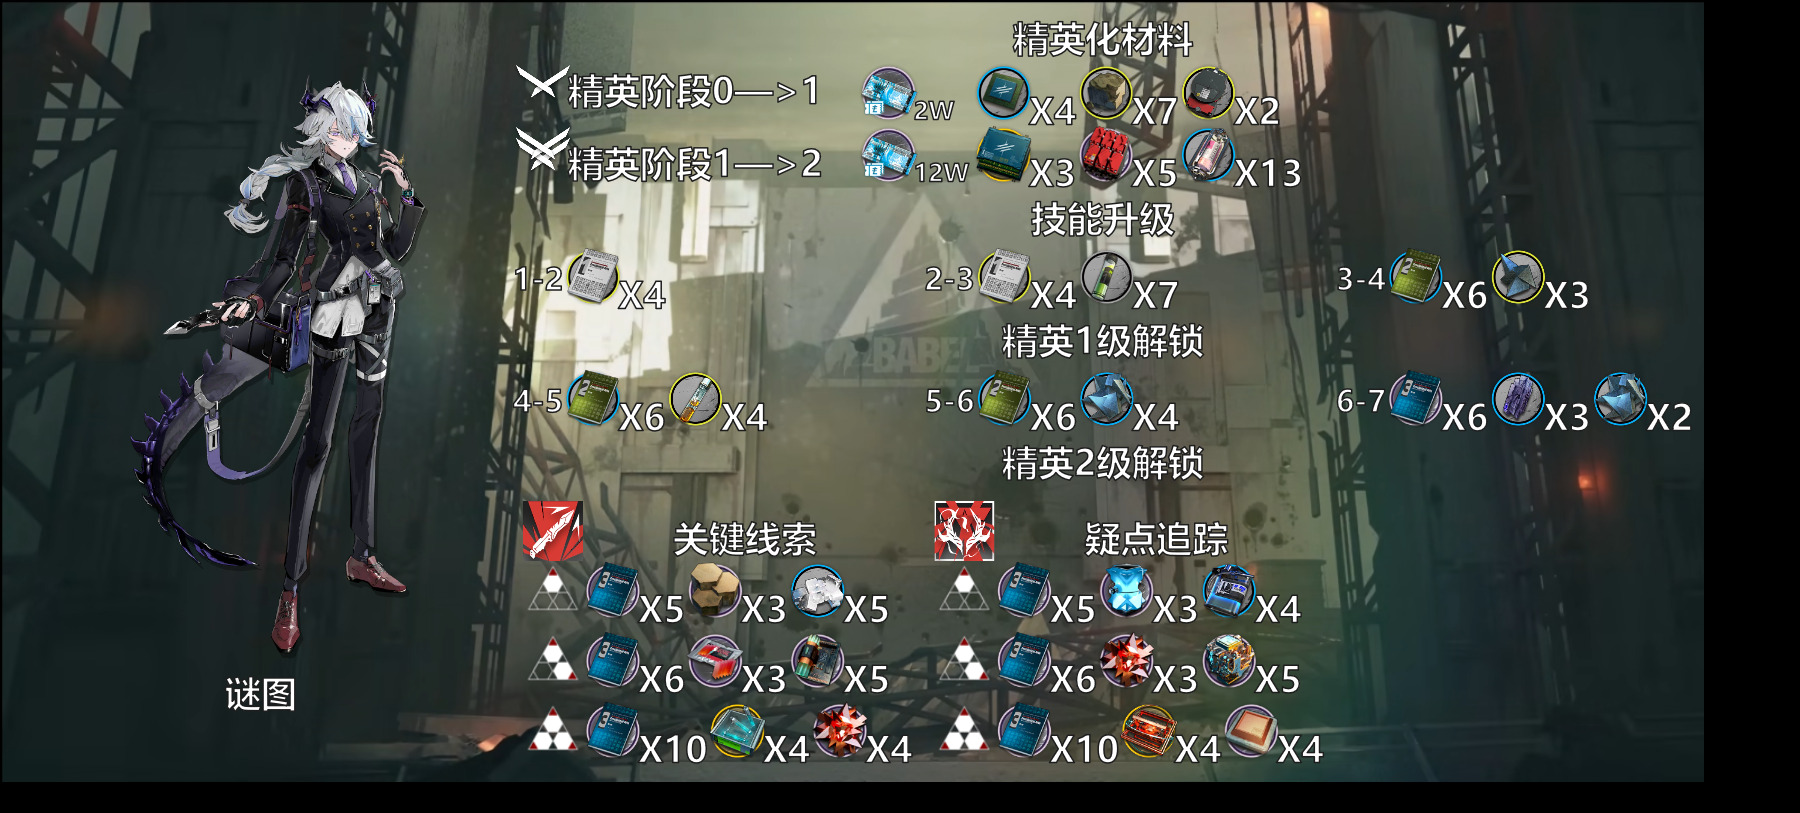 精英化材料
精英阶段0—>1 2W X4 X7 X2
精英阶段1—>2 12W X3 X5 X13
技能升级
1-2 X4 2-3 X4 X7 3-4 X6 X3
精英1级解锁
4-5 X6 X4 5-6 X6 X4 6-7 X6 X3 X2
精英2级解锁
关键线索 疑点追踪
X5 X3 X5 X5 X3 X4
X6 X3 X5 X6 X3 X5
X10 X4 X4 X10 X4 X4
谜图
BABEL